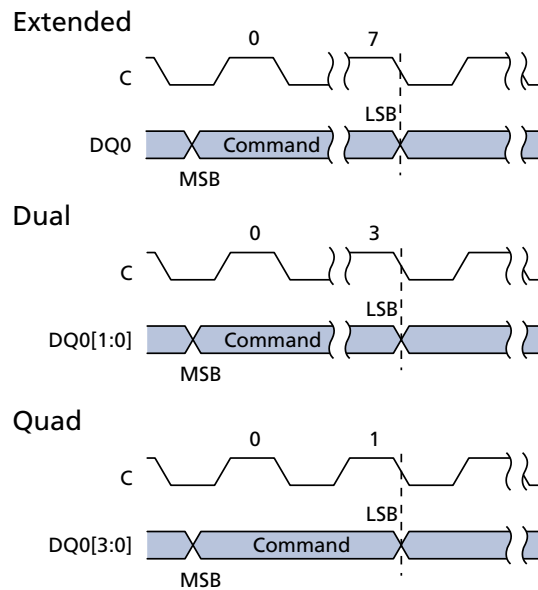 Extended
0 7
C
LSB
DQ0 Command
MSB
Dual
0 3
C
LSB
DQ0[1:0] Command
MSB
Quad
0 1
C
LSB
DQ0[3:0] Command
MSB